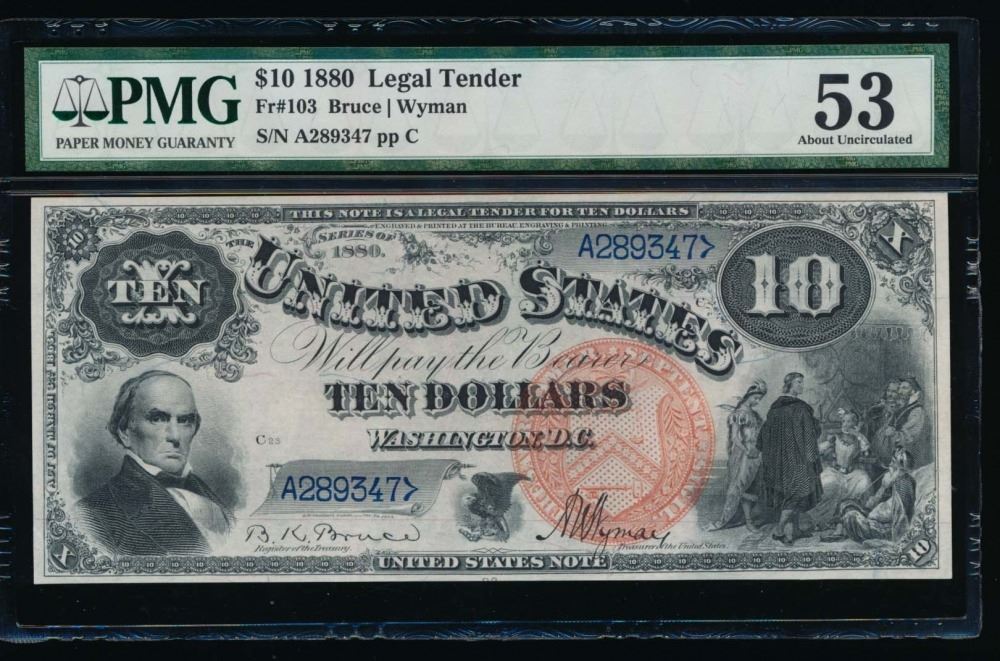 PMG
PAPER MONEY GUARANTY
$10 1880 Legal Tender
Fr#103 Bruce | Wyman
S/N A289347 pp C
53
About Uncirculated
THIS NOTE IS A LEGAL TENDER FOR TEN DOLLARS
ENGRAVED & PRINTED AT THE BUREAU, ENGRAVING & PRINTING
SERIES OF
1880.
A289347
10
X
TEN
10
THE
UNITED STATES
Will pay the Bearer
TEN DOLLARS
WASHINGTON, D.C.
C23
A289347
B. K. Bruce
Register of the Treasury.
A. U. Wyman
Treasurer of the United States.
X
UNITED STATES NOTE
10